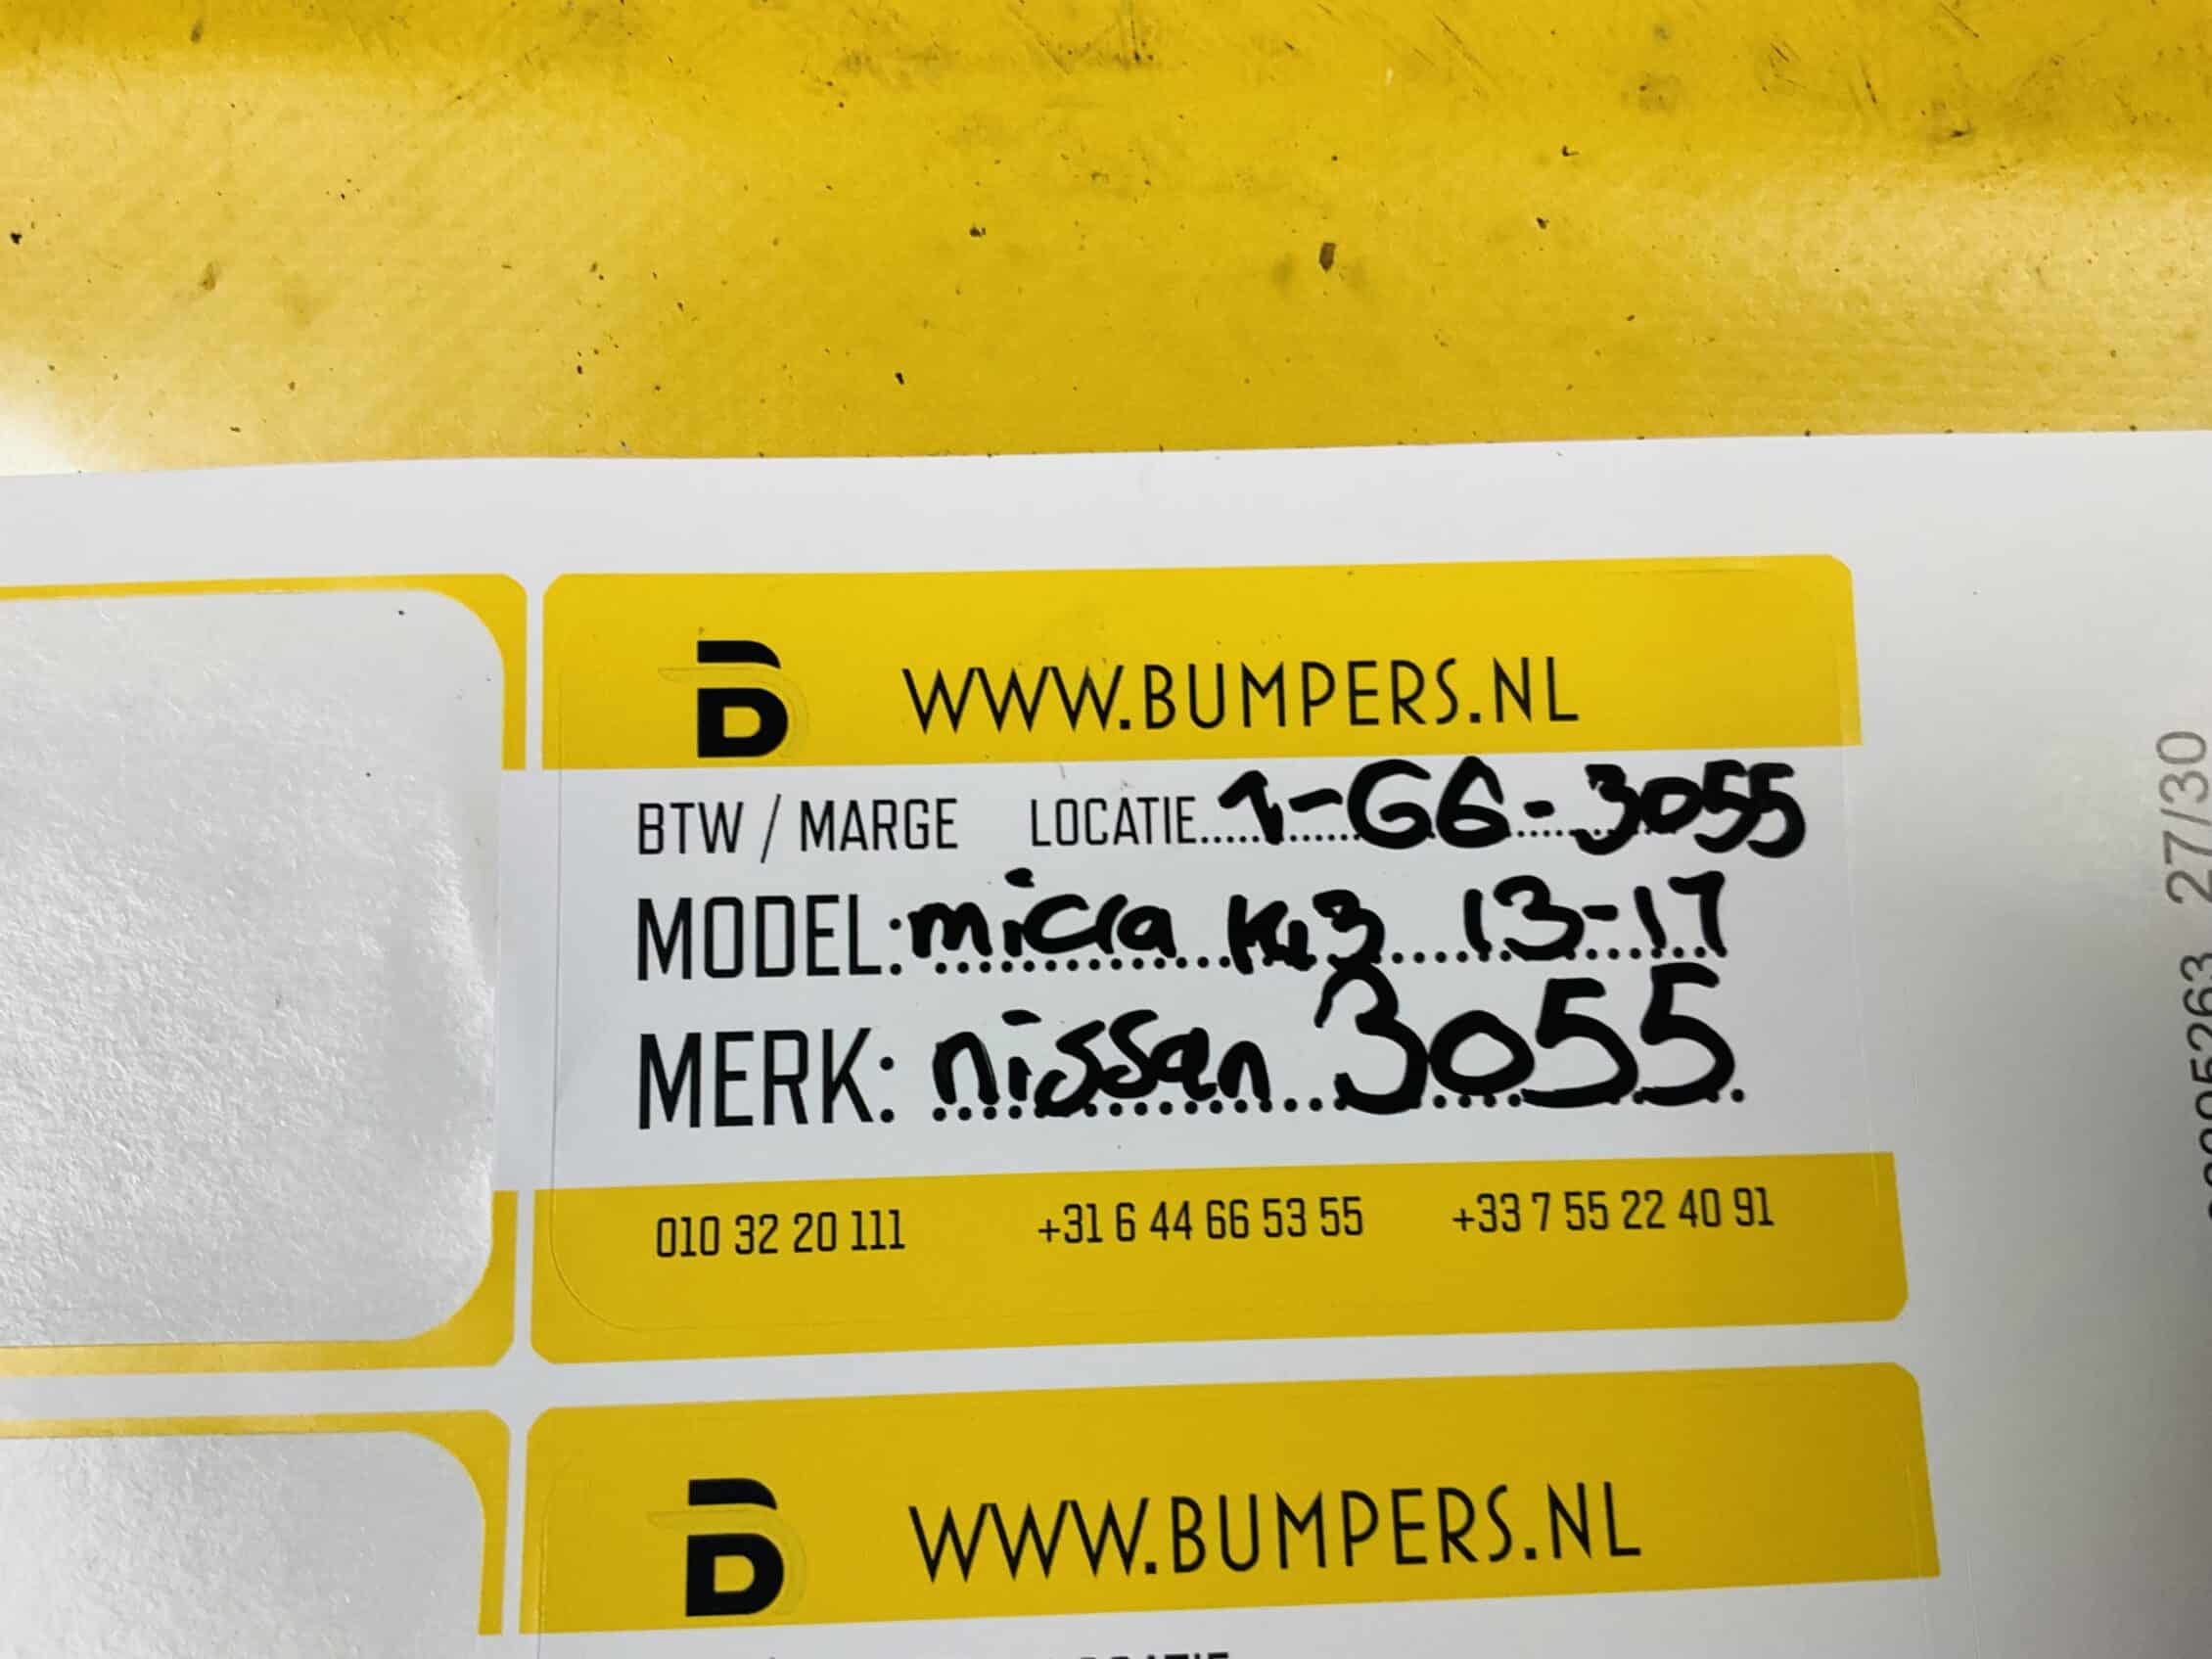 WWW.BUMPERS.NL
BTW / MARGE LOCATIE 1-G6-3055
MODEL: micra K13 13-17
MERK: nissan 3055
010 32 20 111 +31 6 44 66 53 55 +33 7 55 22 40 91
WWW.BUMPERS.NL
27/30